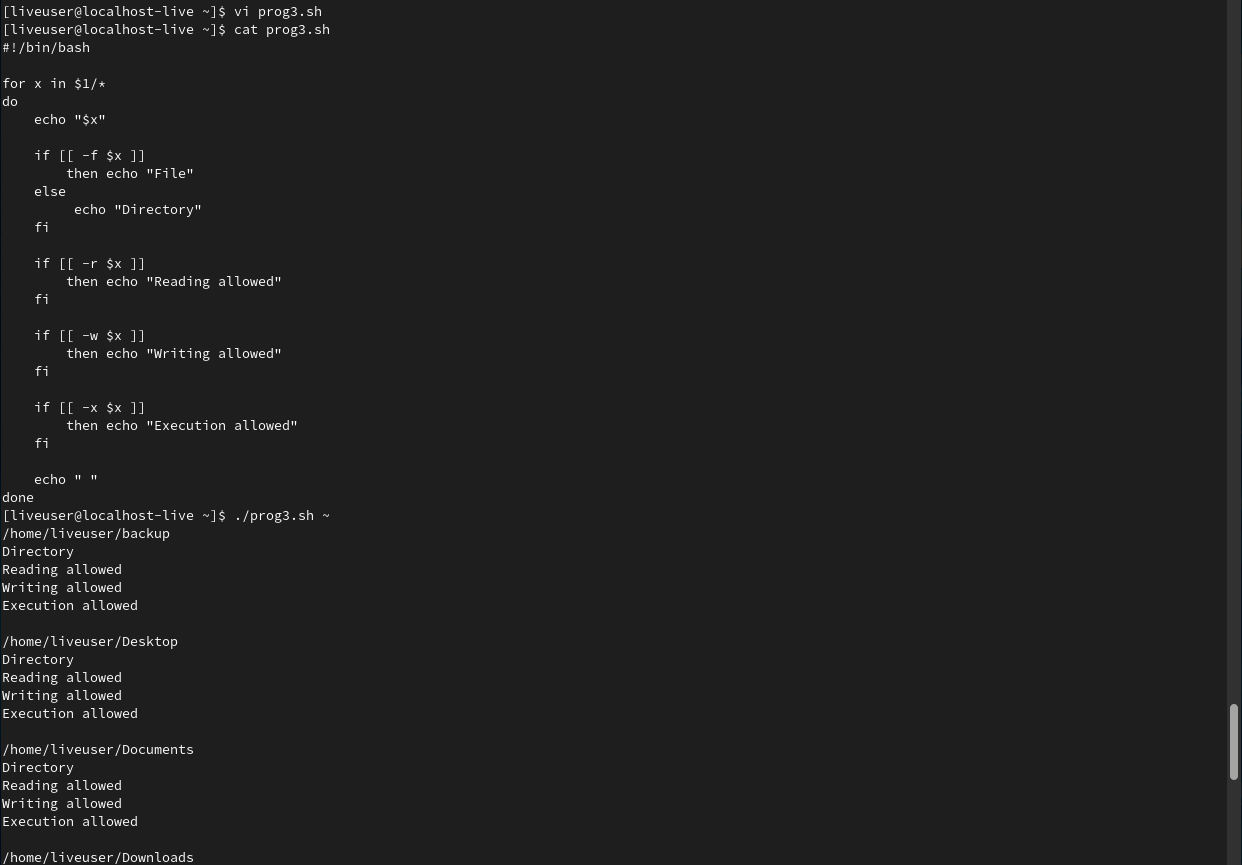 [liveuser@localhost-live ~]$ vi prog3.sh
[liveuser@localhost-live ~]$ cat prog3.sh
#!/bin/bash

for x in $1/*
do
    echo "$x"

    if [[ -f $x ]]
        then echo "File"
    else
         echo "Directory"
    fi

    if [[ -r $x ]]
        then echo "Reading allowed"
    fi

    if [[ -w $x ]]
        then echo "Writing allowed"
    fi

    if [[ -x $x ]]
        then echo "Execution allowed"
    fi

    echo " "
done
[liveuser@localhost-live ~]$ ./prog3.sh ~
/home/liveuser/backup
Directory
Reading allowed
Writing allowed
Execution allowed

/home/liveuser/Desktop
Directory
Reading allowed
Writing allowed
Execution allowed

/home/liveuser/Documents
Directory
Reading allowed
Writing allowed
Execution allowed

/home/liveuser/Downloads